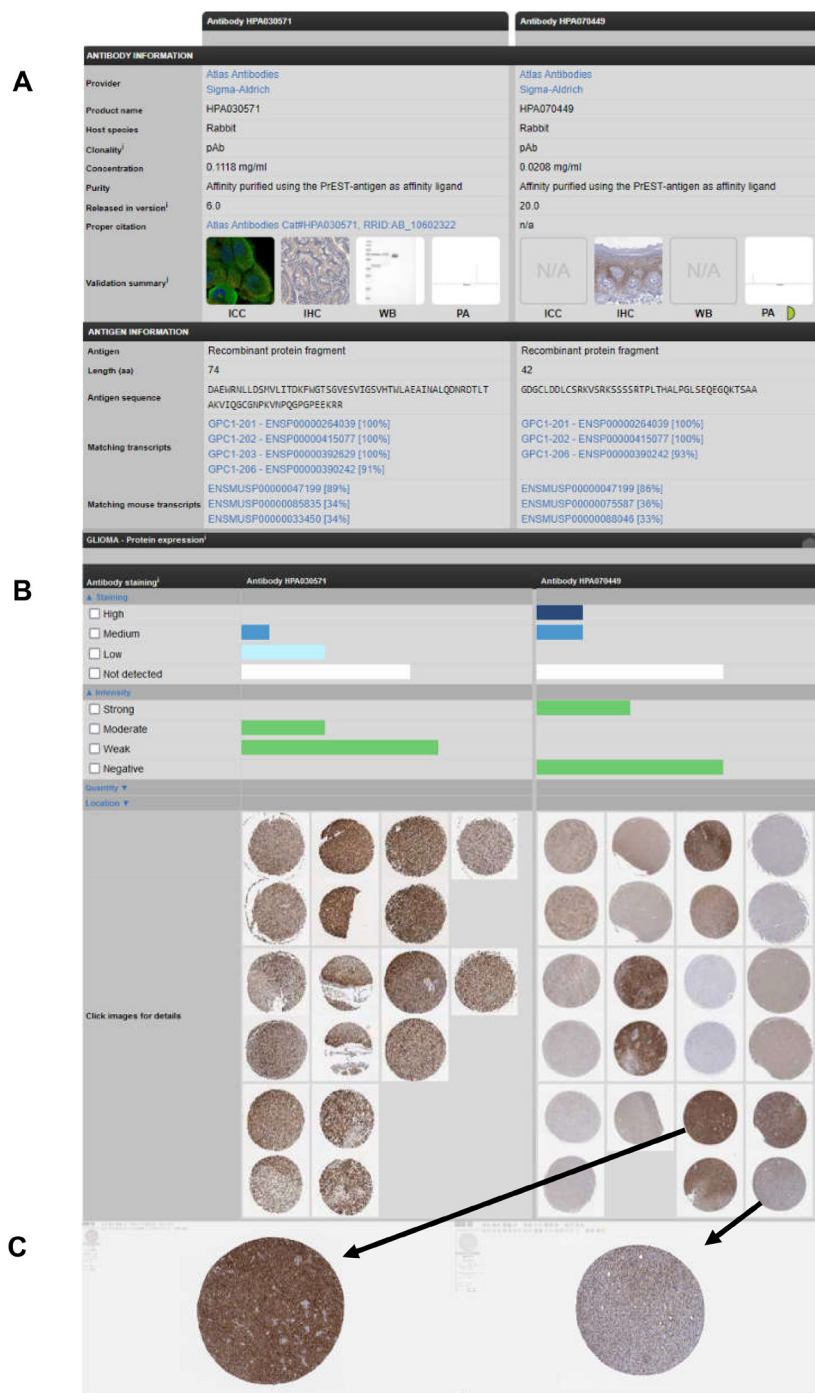 Antibody HPA030571 Antibody HPA070449
A
ANTIBODY INFORMATION
Provider Atlas Antibodies Atlas Antibodies
Sigma-Aldrich Sigma-Aldrich
Product name HPA030571 HPA070449
Host species Rabbit Rabbit
Clonalityi pAb pAb
Concentration 0.1118 mg/ml 0.0208 mg/ml
Purity Affinity purified using the PrEST-antigen as affinity ligand Affinity purified using the PrEST-antigen as affinity ligand
Released in versioni 6.0 20.0
Proper citation Atlas Antibodies Cat#HPA030571, RRID:AB_10602322 n/a
Validation summaryi N/A N/A
ICC IHC WB PA ICC IHC WB PA
ANTIGEN INFORMATION
Antigen Recombinant protein fragment Recombinant protein fragment
Length (aa) 74 42
Antigen sequence DAEWRNLLDSMVLITDKFWGTSGVESVIGSVHTWLAEAINALQDNRDTLT GDGCLDDLCSRKVSRKSSSSRTPLTHALPGLSEQEGQKTSAA
AKVIQGCGNPKVNPQGPGPEEKRR
Matching transcripts GPC1-201 - ENSP00000264039 [100%] GPC1-201 - ENSP00000264039 [100%]
GPC1-202 - ENSP00000415077 [100%] GPC1-202 - ENSP00000415077 [100%]
GPC1-203 - ENSP00000392629 [100%] GPC1-206 - ENSP00000390242 [93%]
GPC1-206 - ENSP00000390242 [91%]
Matching mouse transcripts ENSMUSP00000047199 [89%] ENSMUSP00000047199 [86%]
ENSMUSP00000085835 [34%] ENSMUSP00000075587 [36%]
ENSMUSP00000033450 [34%] ENSMUSP00000088046 [33%]
GLIOMA - Protein expressioni
B
Antibody stainingi Antibody HPA030571 Antibody HPA070449
▲ Staining
High
Medium
Low
Not detected
▲ Intensity
Strong
Moderate
Weak
Negative
Quantity ▼
Location ▼
Click images for details
C